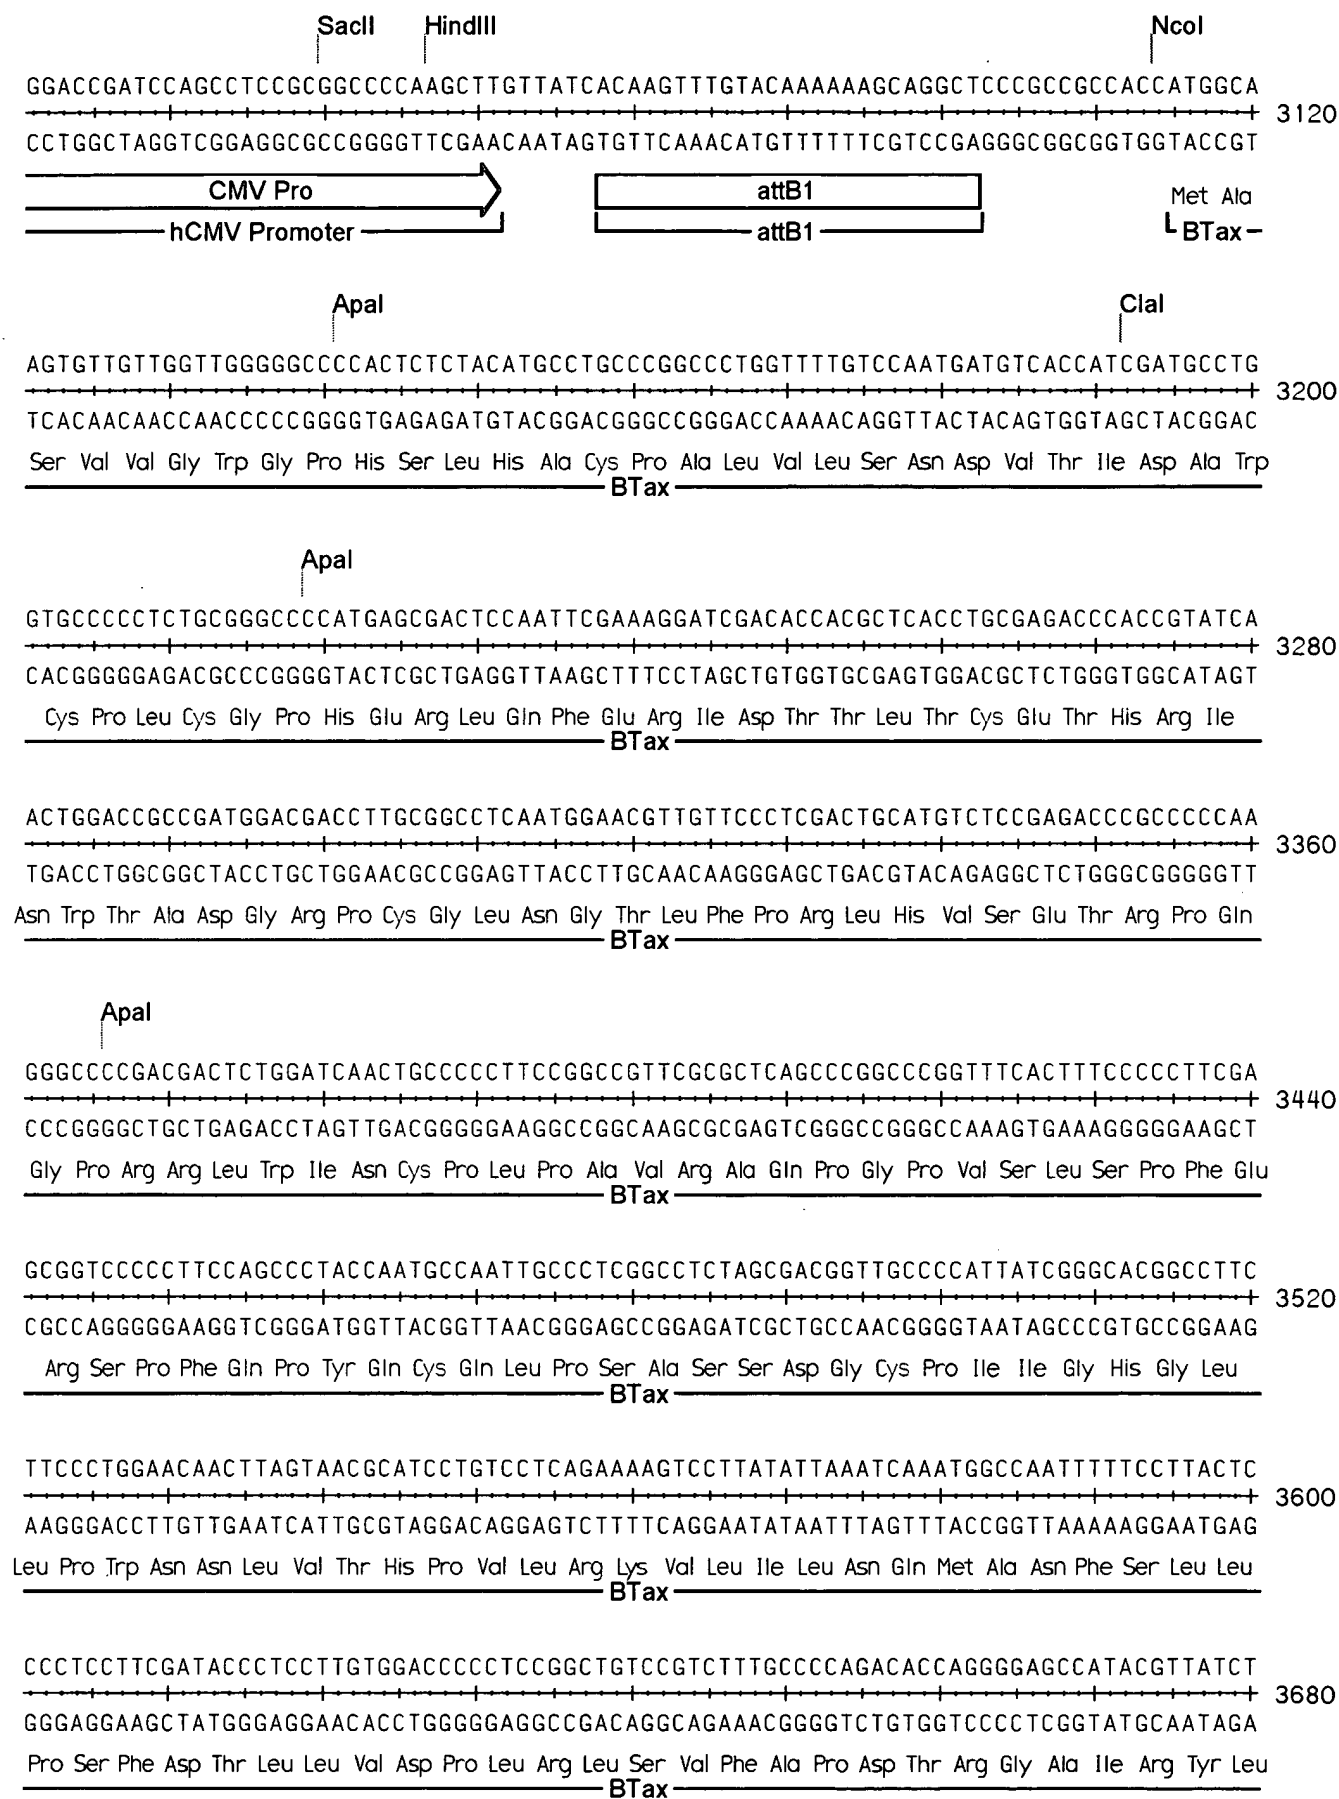 SacII HindIII NcoI
GGACCGATCCAGCCTCCGCGGCCCCAAGCTTGTTATCACAAGTTTGTACAAAAAAGCAGGCTCCCGCCGCCACCATGGCA
3120
CCTGGCTAGGTCGGAGGCGCCGGGGTTCGAACAATAGTGTTCAAACATGTTTTTTCGTCCGAGGGCGGCGGTGGTACCGT
CMV Pro attB1 Met Ala
hCMV Promoter attB1 BTax
ApaI ClaI
AGTGTTGTTGGTTGGGGGCCCCACTCTCTACATGCCTGCCCGGCCCTGGTTTTGTCCAATGATGTCACCATCGATGCCTG
3200
TCACAACAACCAACCCCCGGGGTGAGAGATGTACGGACGGGCCGGGACCAAAACAGGTTACTACAGTGGTAGCTACGGAC
Ser Val Val Gly Trp Gly Pro His Ser Leu His Ala Cys Pro Ala Leu Val Leu Ser Asn Asp Val Thr Ile Asp Ala Trp
BTax
ApaI
GTGCCCCCTCTGCGGGCCCCATGAGCGACTCCAATTCGAAAGGATCGACACCACGCTCACCTGCGAGACCCACCGTATCA
3280
CACGGGGGAGACGCCCGGGGTACTCGCTGAGGTTAAGCTTTCCTAGCTGTGGTGCGAGTGGACGCTCTGGGTGGCATAGT
Cys Pro Leu Cys Gly Pro His Glu Arg Leu Gln Phe Glu Arg Ile Asp Thr Thr Leu Thr Cys Glu Thr His Arg Ile
BTax
ACTGGACCGCCGATGGACGACCTTGCGGCCTCAATGGAACGTTGTTCCCTCGACTGCATGTCTCCGAGACCCGCCCCCAA
3360
TGACCTGGCGGCTACCTGCTGGAACGCCGGAGTTACCTTGCAACAAGGGAGCTGACGTACAGAGGCTCTGGGCGGGGGTT
Asn Trp Thr Ala Asp Gly Arg Pro Cys Gly Leu Asn Gly Thr Leu Phe Pro Arg Leu His Val Ser Glu Thr Arg Pro Gln
BTax
ApaI
GGGCCCCGACGACTCTGGATCAACTGCCCCCTTCCGGCCGTTCGCGCTCAGCCCGGCCCGGTTTCACTTTCCCCCTTCGA
3440
CCCGGGGCTGCTGAGACCTAGTTGACGGGGGAAGGCCGGCAAGCGCGAGTCGGGCCGGGCCAAAGTGAAAGGGGGAAGCT
Gly Pro Arg Arg Leu Trp Ile Asn Cys Pro Leu Pro Ala Val Arg Ala Gln Pro Gly Pro Val Ser Leu Ser Pro Phe Glu
BTax
GCGGTCCCCCTTCCAGCCCTACCAATGCCAATTGCCCTCGGCCTCTAGCGACGGTTGCCCCATTATCGGGCACGGCCTTC
3520
CGCCAGGGGGAAGGTCGGGATGGTTACGGTTAACGGGAGCCGGAGATCGCTGCCAACGGGGTAATAGCCCGTGCCGGAAG
Arg Ser Pro Phe Gln Pro Tyr Gln Cys Gln Leu Pro Ser Ala Ser Ser Asp Gly Cys Pro Ile Ile Gly His Gly Leu
BTax
TTCCCTGGAACAACTTAGTAACGCATCCTGTCCTCAGAAAAGTCCTTATATTAAATCAAATGGCCAATTTTTCCTTACTC
3600
AAGGGACCTTGTTGAATCATTGCGTAGGACAGGAGTCTTTTCAGGAATATAATTTAGTTTACCGGTTAAAAAGGAATGAG
Leu Pro Trp Asn Asn Leu Val Thr His Pro Val Leu Arg Lys Val Leu Ile Leu Asn Gln Met Ala Asn Phe Ser Leu Leu
BTax
CCCTCCTTCGATACCCTCCTTGTGGACCCCCTCCGGCTGTCCGTCTTTGCCCCAGACACCAGGGGAGCCATACGTTATCT
3680
GGGAGGAAGCTATGGGAGGAACACCTGGGGGAGGCCGACAGGCAGAAACGGGGTCTGTGGTCCCCTCGGTATGCAATAGA
Pro Ser Phe Asp Thr Leu Leu Val Asp Pro Leu Arg Leu Ser Val Phe Ala Pro Asp Thr Arg Gly Ala Ile Arg Tyr Leu
BTax